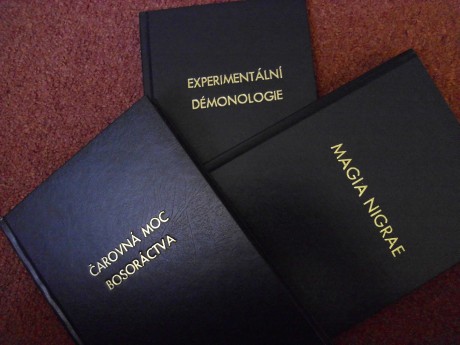 EXPERIMENTÁLNÍ
DÉMONOLOGIE
MAGIA NIGRAE
ČAROVNÁ MOC
BOSORÁCTVA